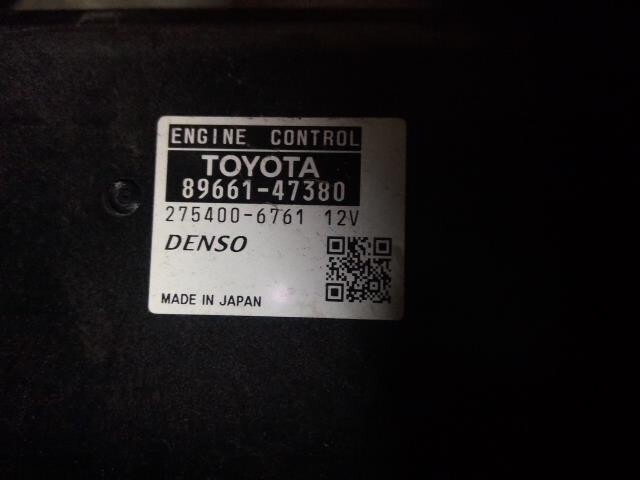 ENGINE CONTROL
TOYOTA
89661-47380
275400-6761 12V
DENSO
MADE IN JAPAN